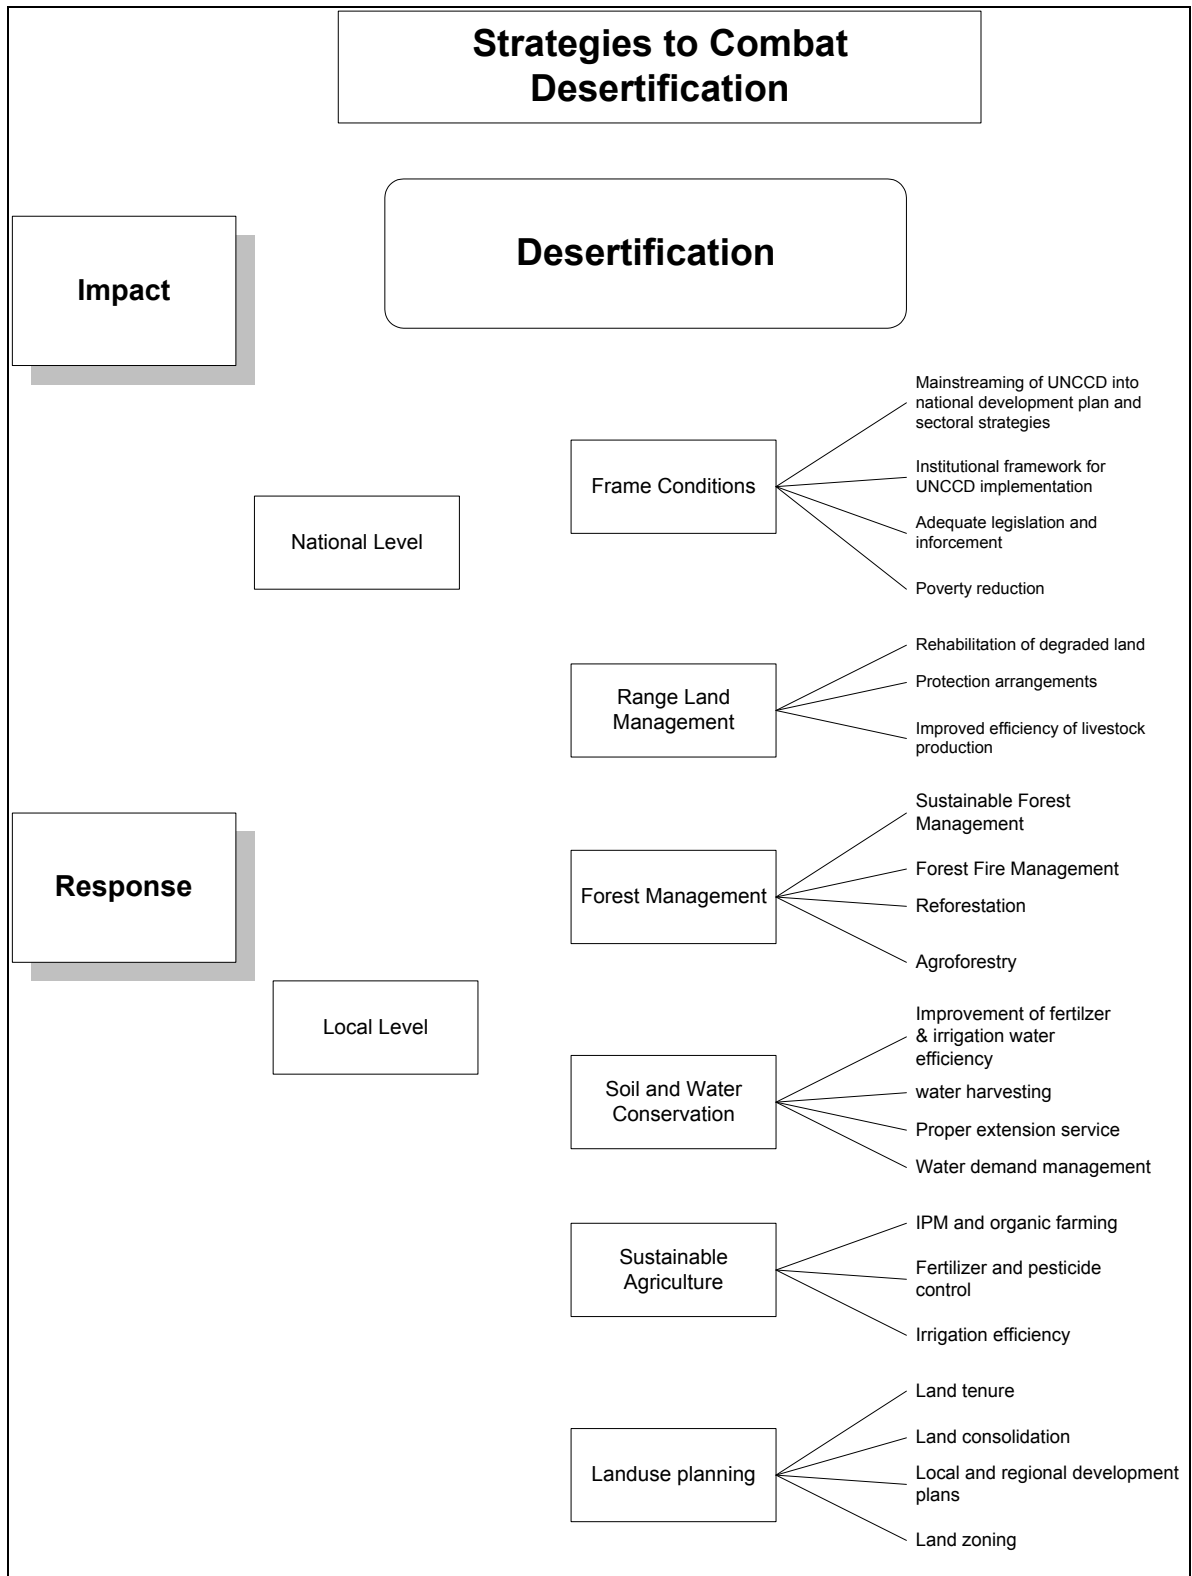 Strategies to Combat
Desertification
Desertification
Impact
Mainstreaming of UNCCD into
national development plan and
sectoral strategies
Frame Conditions
Institutional framework for
UNCCD implementation
National Level
Adequate legislation and
inforcement
Poverty reduction
Rehabilitation of degraded land
Range Land
Management
Protection arrangements
Improved efficiency of livestock
production
Sustainable Forest
Management
Response
Forest Management
Forest Fire Management
Reforestation
Agroforestry
Local Level
Improvement of fertilzer
& irrigation water
efficiency
Soil and Water
Conservation
water harvesting
Proper extension service
Water demand management
IPM and organic farming
Sustainable
Agriculture
Fertilizer and pesticide
control
Irrigation efficiency
Land tenure
Land consolidation
Landuse planning
Local and regional development
plans
Land zoning